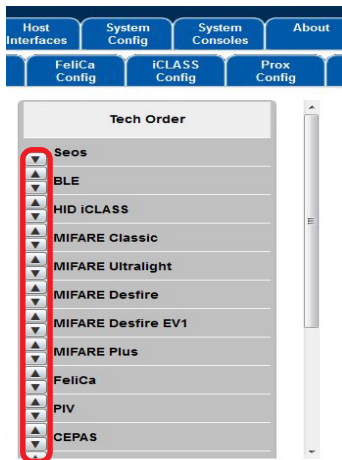 Host
Interfaces
System
Config
System
Consoles
About
FeliCa
Config
iCLASS
Config
Prox
Config
Tech Order
Seos
BLE
HID iCLASS
MIFARE Classic
MIFARE Ultralight
MIFARE Desfire
MIFARE Desfire EV1
MIFARE Plus
FeliCa
PIV
CEPAS